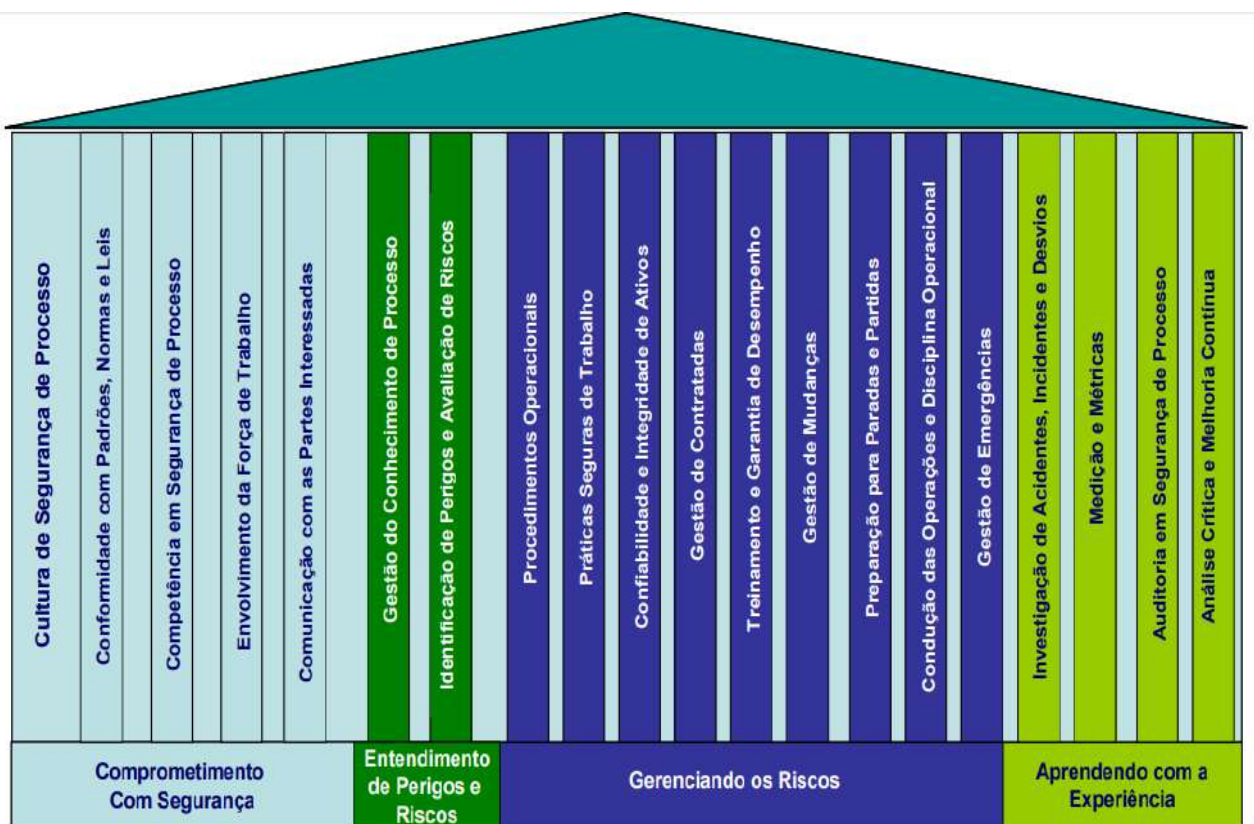 Cultura de Segurança de Processo
Conformidade com Padrões, Normas e Leis
Competência em Segurança de Processo
Envolvimento da Força de Trabalho
Comunicação com as Partes Interessadas
Gestão do Conhecimento de Processo
Identificação de Perigos e Avaliação de Riscos
Procedimentos Operacionais
Práticas Seguras de Trabalho
Confiabilidade e Integridade de Ativos
Gestão de Contratadas
Treinamento e Garantia de Desempenho
Gestão de Mudanças
Preparação para Paradas e Partidas
Condução das Operações e Disciplina Operacional
Gestão de Emergências
Investigação de Acidentes, Incidentes e Desvios
Medição e Métricas
Auditoria em Segurança de Processo
Análise Crítica e Melhoria Contínua
Comprometimento
Com Segurança
Entendimento
de Perigos e
Riscos
Gerenciando os Riscos
Aprendendo com a
Experiência